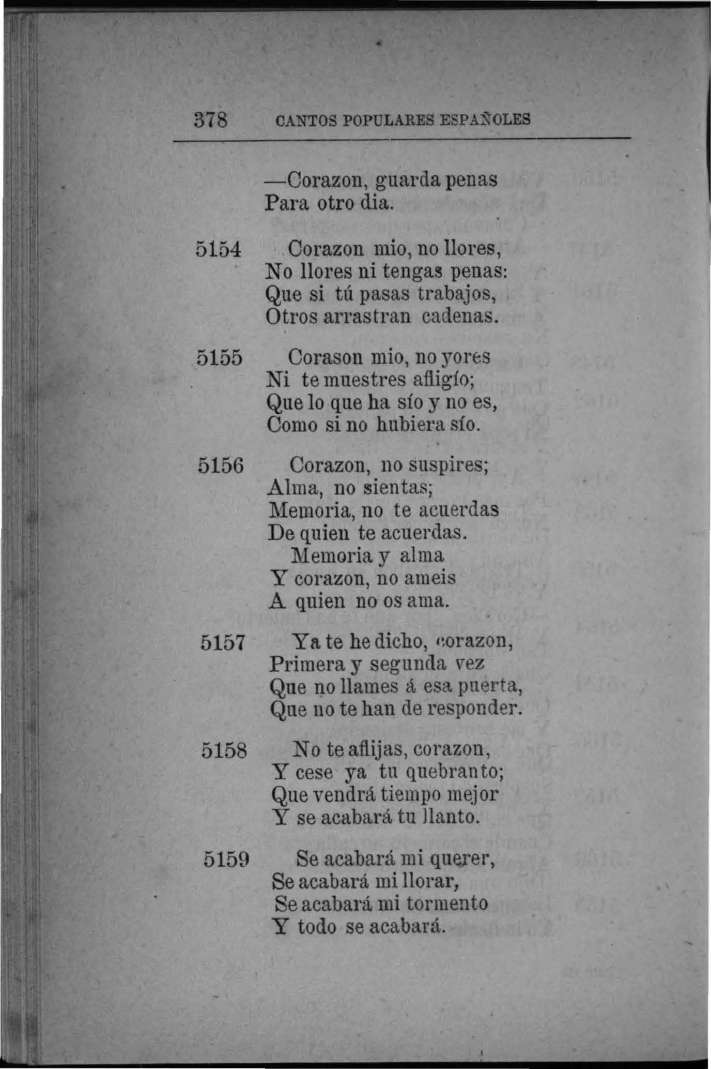 378 CANTOS POPULARES ESPAÑOLES
—Corazon, guarda penas
Para otro dia.
5154 Corazon mio, no llores,
No llores ni tengas penas:
Que si tú pasas trabajos,
Otros arrastran cadenas.
5155 Corason mio, no yores
Ni te muestres afligío;
Que lo que ha sío y no es,
Como si no hubiera sío.
5156 Corazon, no suspires;
Alma, no sientas;
Memoria, no te acuerdas
De quien te acuerdas.
Memoria y alma
Y corazon, no ameis
A quien no os ama.
5157 Ya te he dicho, corazon,
Primera y segunda vez
Que no llames á esa puerta,
Que no te han de responder.
5158 No te aflijas, corazon,
Y cese ya tu quebranto;
Que vendrá tiempo mejor
Y se acabará tu llanto.
5159 Se acabará mi querer,
Se acabará mi llorar,
Se acabará mi tormento
Y todo se acabará.